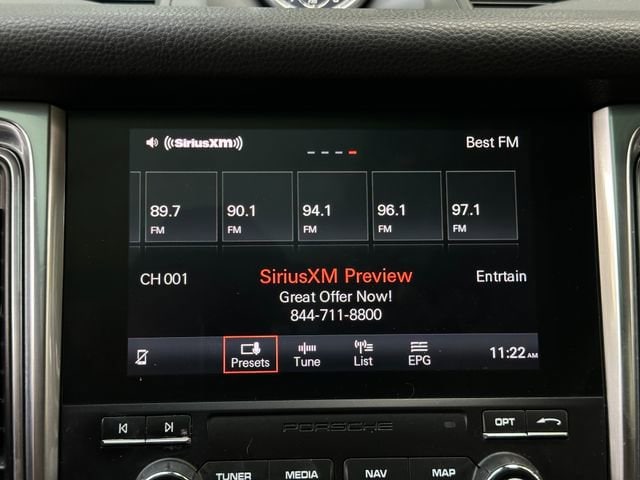 SiriusXM Best FM
89.7 90.1 94.1 96.1 97.1
FM FM FM FM FM
CH 001 SiriusXM Preview Entrtain
Great Offer Now!
844-711-8800
Presets Tune List EPG 11:22 AM
PORSCHE OPT
TUNER MEDIA NAV MAP